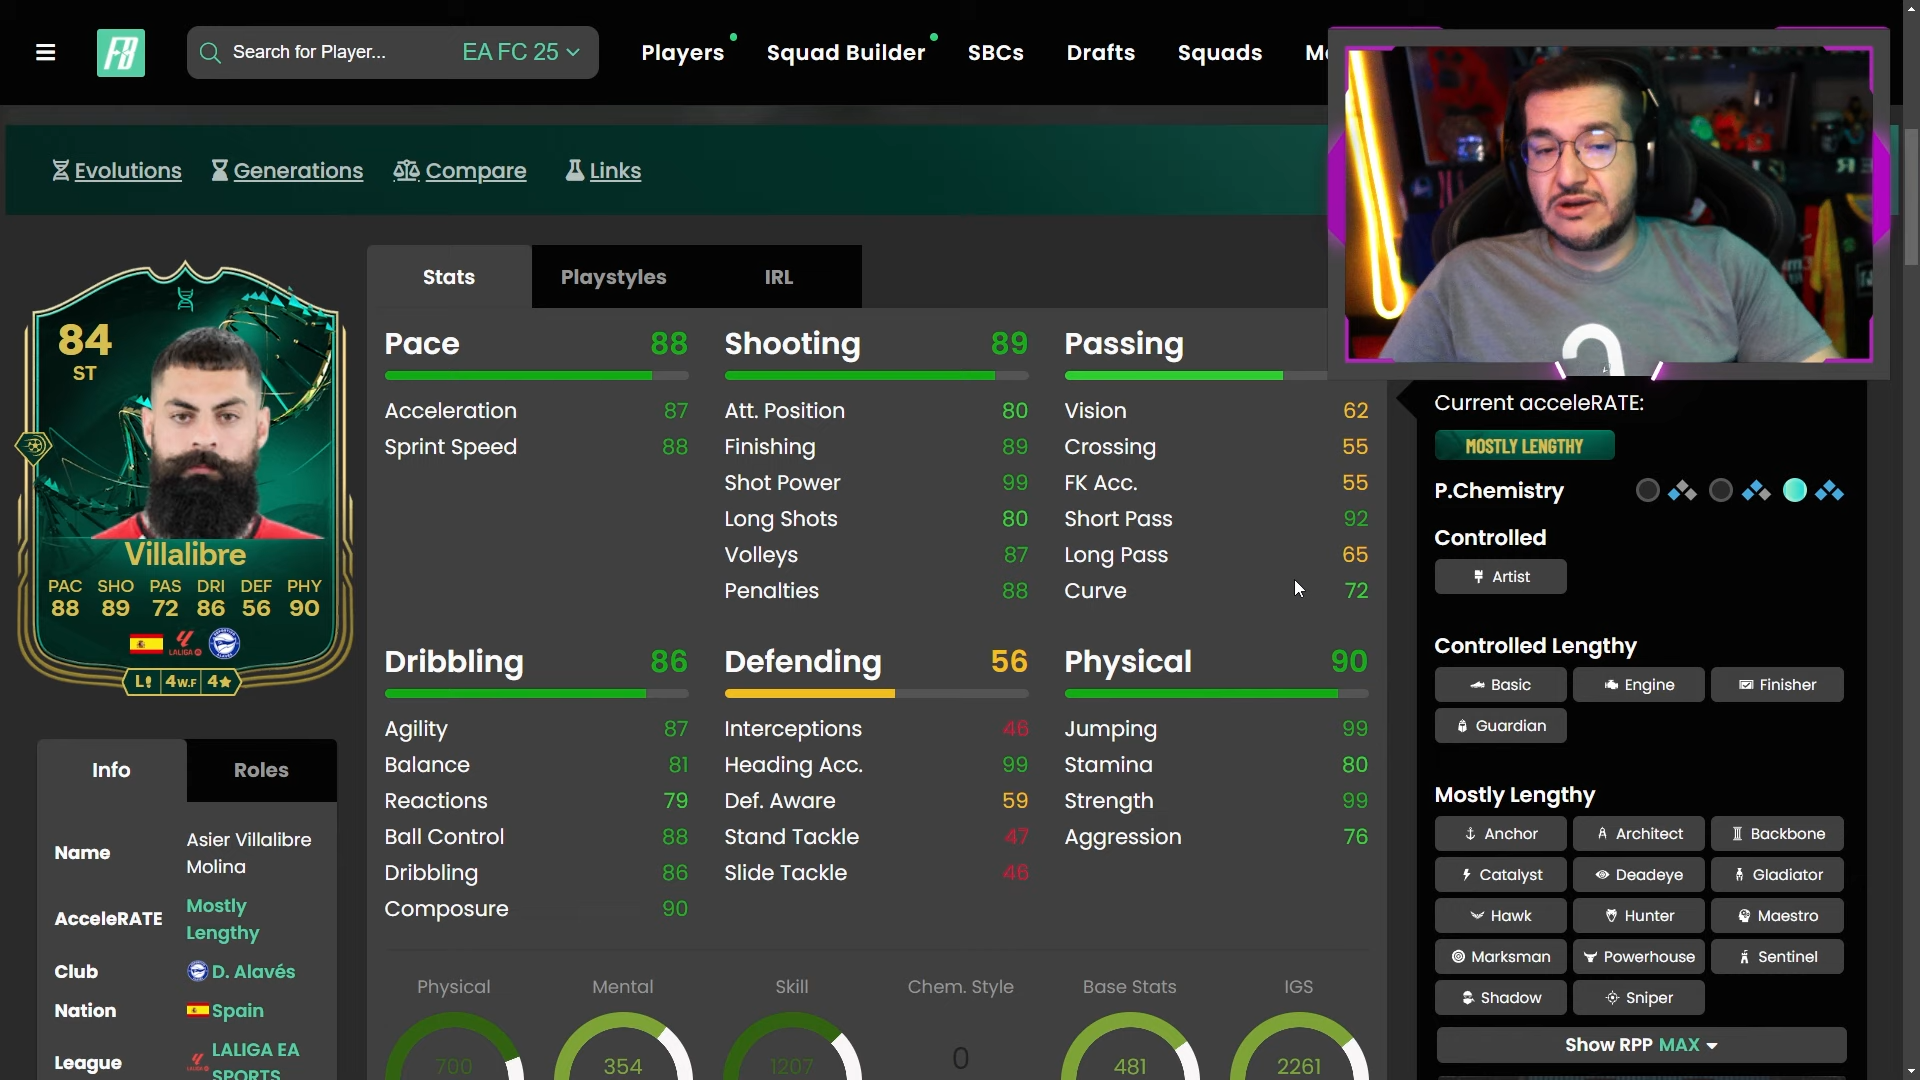 FB
Search for Player...
EA FC 25
Players
Squad Builder
SBCs
Drafts
Squads
Evolutions
Generations
Compare
Links
Stats
Playstyles
IRL
84
ST
Villalibre
PAC SHO PAS DRI DEF PHY
88 89 72 86 56 90
LALIGA
4 W.F 4★
Pace 88
Acceleration 87
Sprint Speed 88
Shooting 89
Att. Position 80
Finishing 89
Shot Power 99
Long Shots 80
Volleys 87
Penalties 88
Passing
Vision 62
Crossing 55
FK Acc. 55
Short Pass 92
Long Pass 65
Curve 72
Dribbling 86
Agility 87
Balance 81
Reactions 79
Ball Control 88
Dribbling 86
Composure 90
Defending 56
Interceptions 46
Heading Acc. 99
Def. Aware 59
Stand Tackle 47
Slide Tackle 46
Physical 90
Jumping 99
Stamina 80
Strength 99
Aggression 76
Info
Roles
Name
Asier Villalibre
Molina
AcceleRATE
Mostly
Lengthy
Club
D. Alavés
Nation
Spain
League
LALIGA EA
SPORTS
Physical
700
Mental
354
Skill
1207
Chem. Style
0
Base Stats
481
IGS
2261
Current acceleRATE:
MOSTLY LENGTHY
P.Chemistry
Controlled
Artist
Controlled Lengthy
Basic
Engine
Finisher
Guardian
Mostly Lengthy
Anchor
Architect
Backbone
Catalyst
Deadeye
Gladiator
Hawk
Hunter
Maestro
Marksman
Powerhouse
Sentinel
Shadow
Sniper
Show RPP MAX